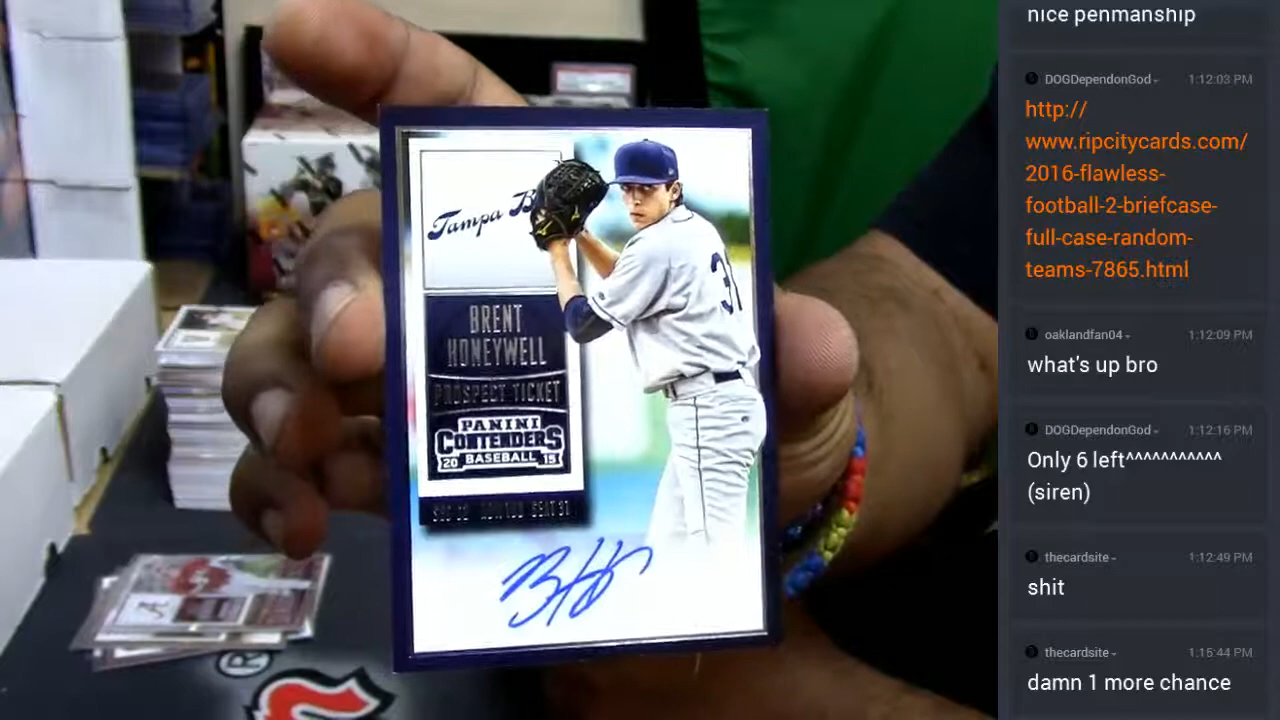 Tampa B
31
BRENT
HONEYWELL
PROSPECT TICKET
PANINI
CONTENDERS
20 BASEBALL 15
A
®
nice penmanship
DOGDependonGod 1:12:03 PM
http://
www.ripcitycards.com/
2016-flawless-
football-2-briefcase-
full-case-random-
teams-7865.html
oaklandfan04 1:12:09 PM
what's up bro
DOGDependonGod 1:12:16 PM
Only 6 left^^^^^^^^^^^
(siren)
thecardsite 1:12:49 PM
shit
thecardsite 1:15:44 PM
damn 1 more chance